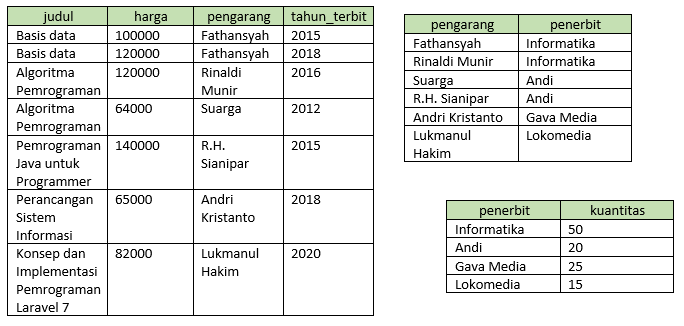 judul harga pengarang tahun_terbit
Basis data 100000 Fathansyah 2015
Basis data 120000 Fathansyah 2018
Algoritma 120000 Rinaldi 2016
Pemrograman Munir
Algoritma 64000 Suarga 2012
Pemrograman
Pemrograman 140000 R.H. 2015
Java untuk Sianipar
Programmer
Perancangan 65000 Andri 2018
Sistem Kristanto
Informasi
Konsep dan 82000 Lukmanul 2020
Implementasi Hakim
Pemrograman
Laravel 7
pengarang penerbit
Fathansyah Informatika
Rinaldi Munir Informatika
Suarga Andi
R.H. Sianipar Andi
Andri Kristanto Gava Media
Lukmanul Lokomedia
Hakim
penerbit kuantitas
Informatika 50
Andi 20
Gava Media 25
Lokomedia 15